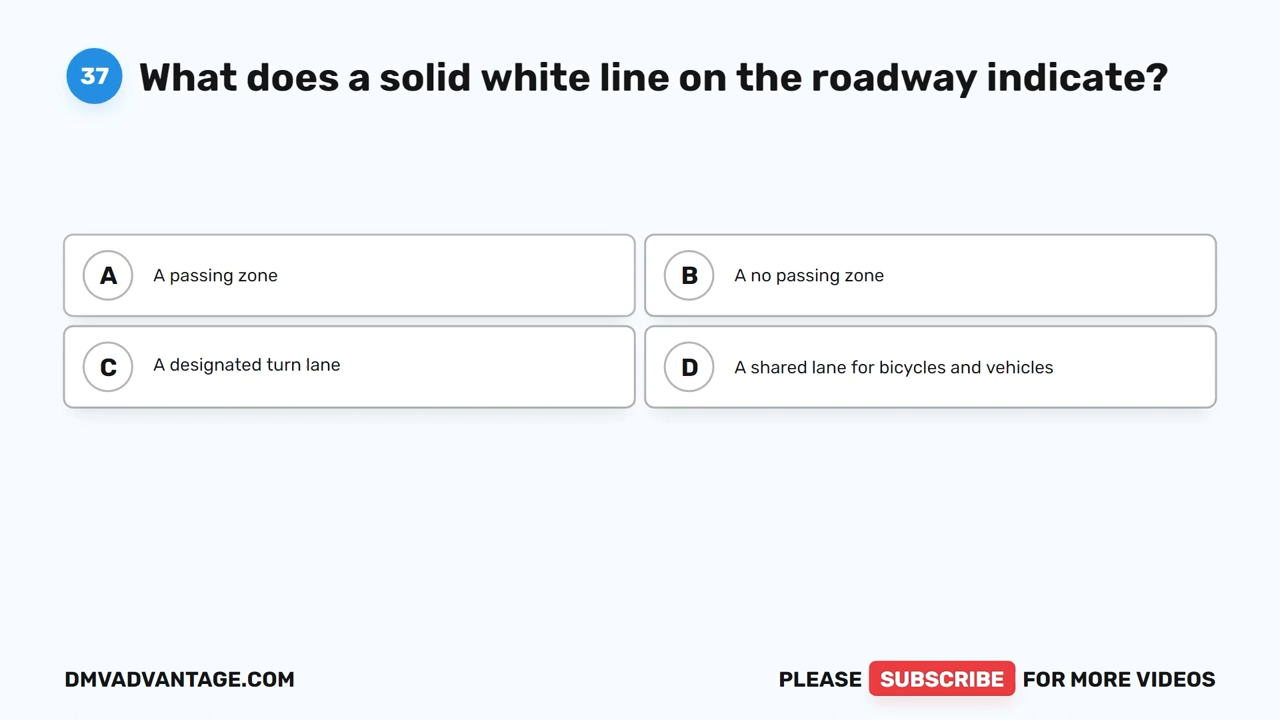 37 What does a solid white line on the roadway indicate?
A A passing zone
B A no passing zone
C A designated turn lane
D A shared lane for bicycles and vehicles
DMVADVANTAGE.COM
PLEASE SUBSCRIBE FOR MORE VIDEOS